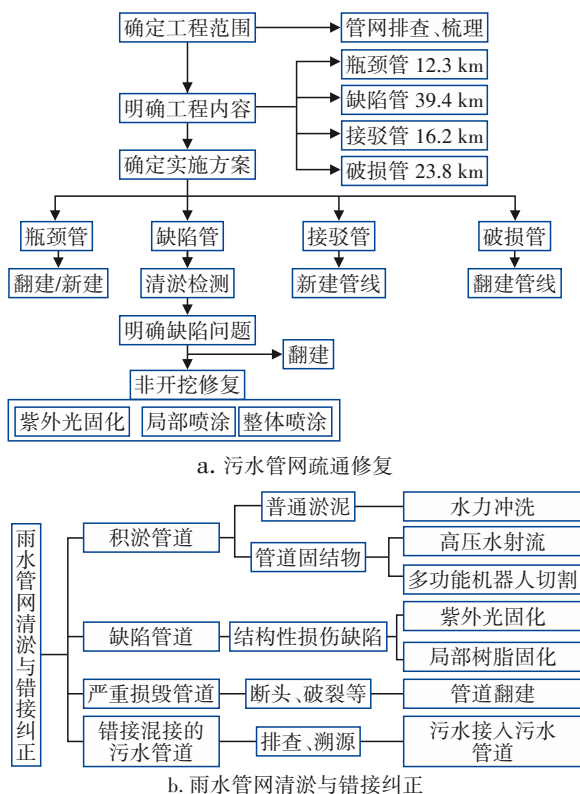 确定工程范围
管网排查、梳理
瓶颈管 12.3 km
明确工程内容
缺陷管 39.4 km
接驳管 16.2 km
确定实施方案
破损管 23.8 km
瓶颈管
缺陷管
接驳管
破损管
翻建/新建
清淤检测
新建管线
翻建管线
明确缺陷问题
翻建
非开挖修复
紫外光固化
局部喷涂
整体喷涂
a. 污水管网疏通修复
雨水管网清淤与错接纠正
积淤管道
普通淤泥
水力冲洗
管道固结物
高压水射流
多功能机器人切割
缺陷管道
结构性损伤缺陷
紫外光固化
局部树脂固化
严重损毁管道
断头、破裂等
管道翻建
错接混接的
污水管道
排查、溯源
污水接入污水
管道
b. 雨水管网清淤与错接纠正